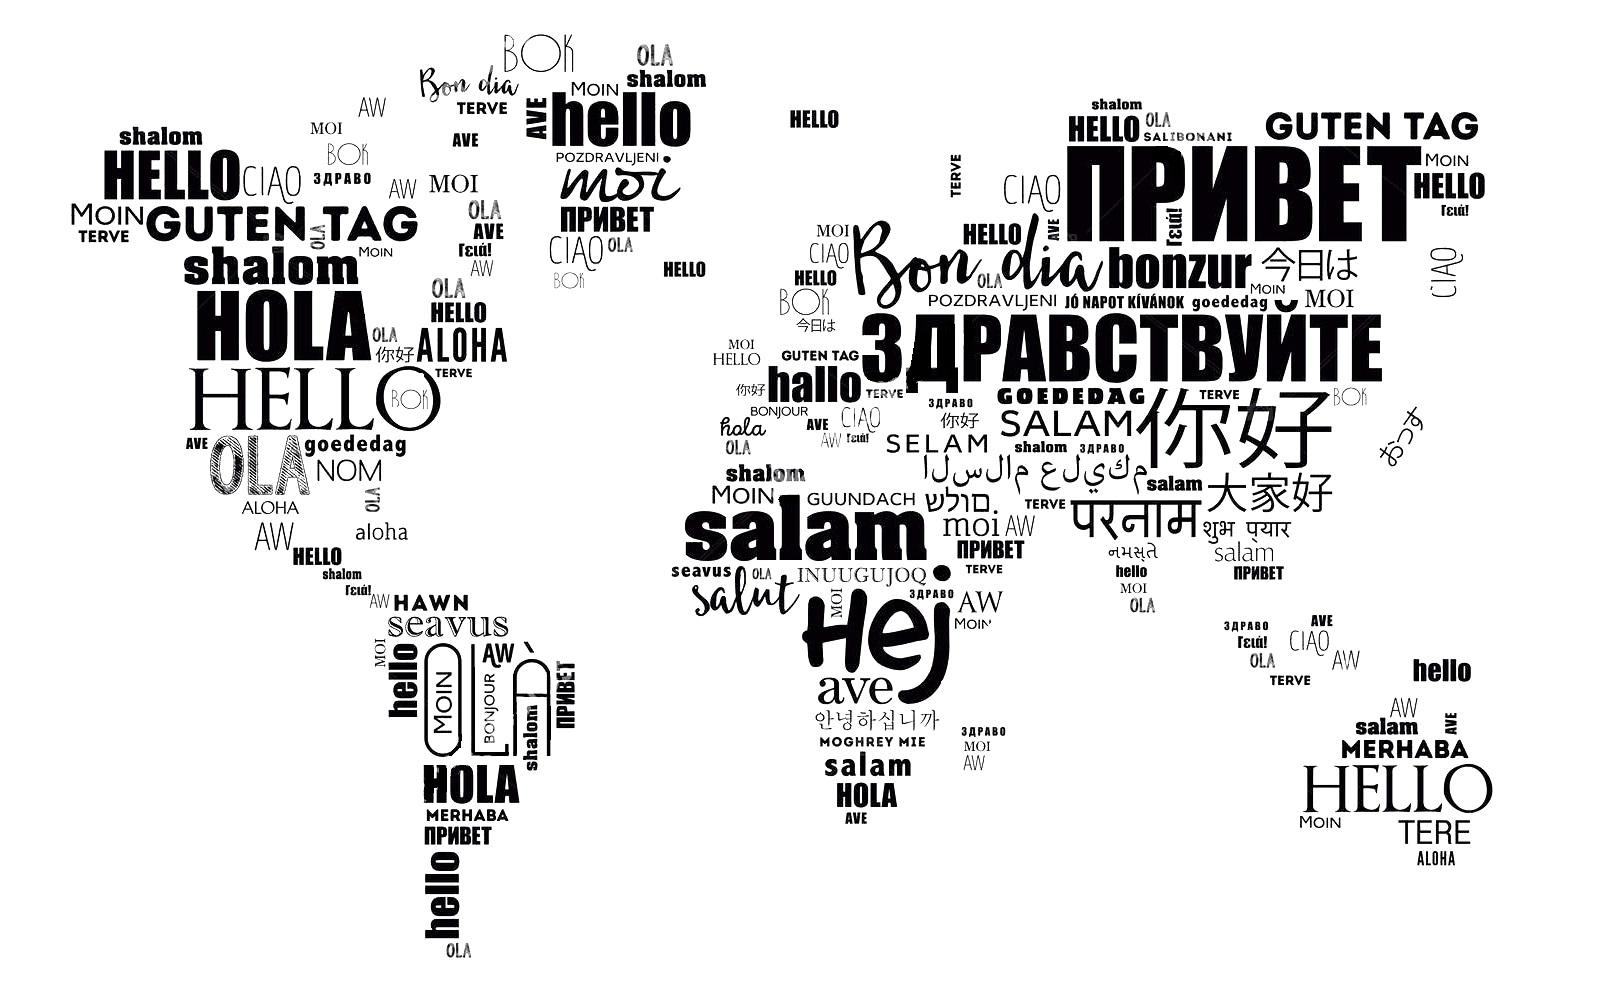 BOK
OLA
Bon dia
shalom
TERVE
MOIN
AVE
hello
AW
MOI
shalom
BOK
AVE
POZDRAVLJENI
HELLO
CIAO
ЗДРАВО
AW
MOI
moi
MOIN
GUTEN TAG
OLA
OLA
ПРИВЕТ
TERVE
AVE
CIAO
OLA
shalom
MOIN
Γειά!
AW
BOK
HELLO
HOLA
OLA
HELLO
OLA
你好
ALOHA
HELLO
BOK
TERVE
AVE
OLA
goededag
NOM
OLA
ALOHA
AW
aloha
HELLO
shalom
Γειά!
AW
HAWN
seavus
MOI
hello
MOIN
BONJOUR
AW
OLÀ
shalom
ПРИВЕТ
HOLA
MERHABA
ПРИВЕТ
hello
OLA
HELLO
shalom
HELLO
OLA
SALIBONANI
GUTEN TAG
TERVE
CIAO
ПРИВЕТ
MOIN
HELLO
Γειά!
Γειά!
AVE
MOI
CIAO
HELLO
BOK
今日は
Bon dia
HELLO
OLA
bonzur
今日は
MOIN
CIAO
POZDRAVLJENI
JÓ NAPOT KÍVÁNOK
goededag
MOI
ЗДРАВСТВУЙТЕ
MOI
HELLO
GUTEN TAG
你好
hallo
TERVE
BONJOUR
GOEDEDAG
TERVE
BOK
hola
OLA
AVE
CIAO
AW
Γειά!
ЗДРАВО
你好
SELAM
SALAM
你好
おっす
shalom
ЗДРАВО
السلام عليكم
salam
大家好
shalom
MOIN
GUUNDACH
שלום
TERVE
परनाम
शुभ प्यार
salam
moi
AW
नमस्ते
salam
ПРИВЕТ
hello
ПРИВЕТ
TERVE
MOI
OLA
seavus
OLA
INUUGUJOQ
salut
MOI
ЗДРАВО
AW
MOIN
Hej
ave
안녕하십니까
MOGHREY MIE
salam
HOLA
AVE
ЗДРАВО
MOI
AW
ЗДРАВО
AVE
Γειά!
CIAO
OLA
AW
TERVE
hello
AW
salam
AVE
MERHABA
HELLO
MOIN
TERE
ALOHA